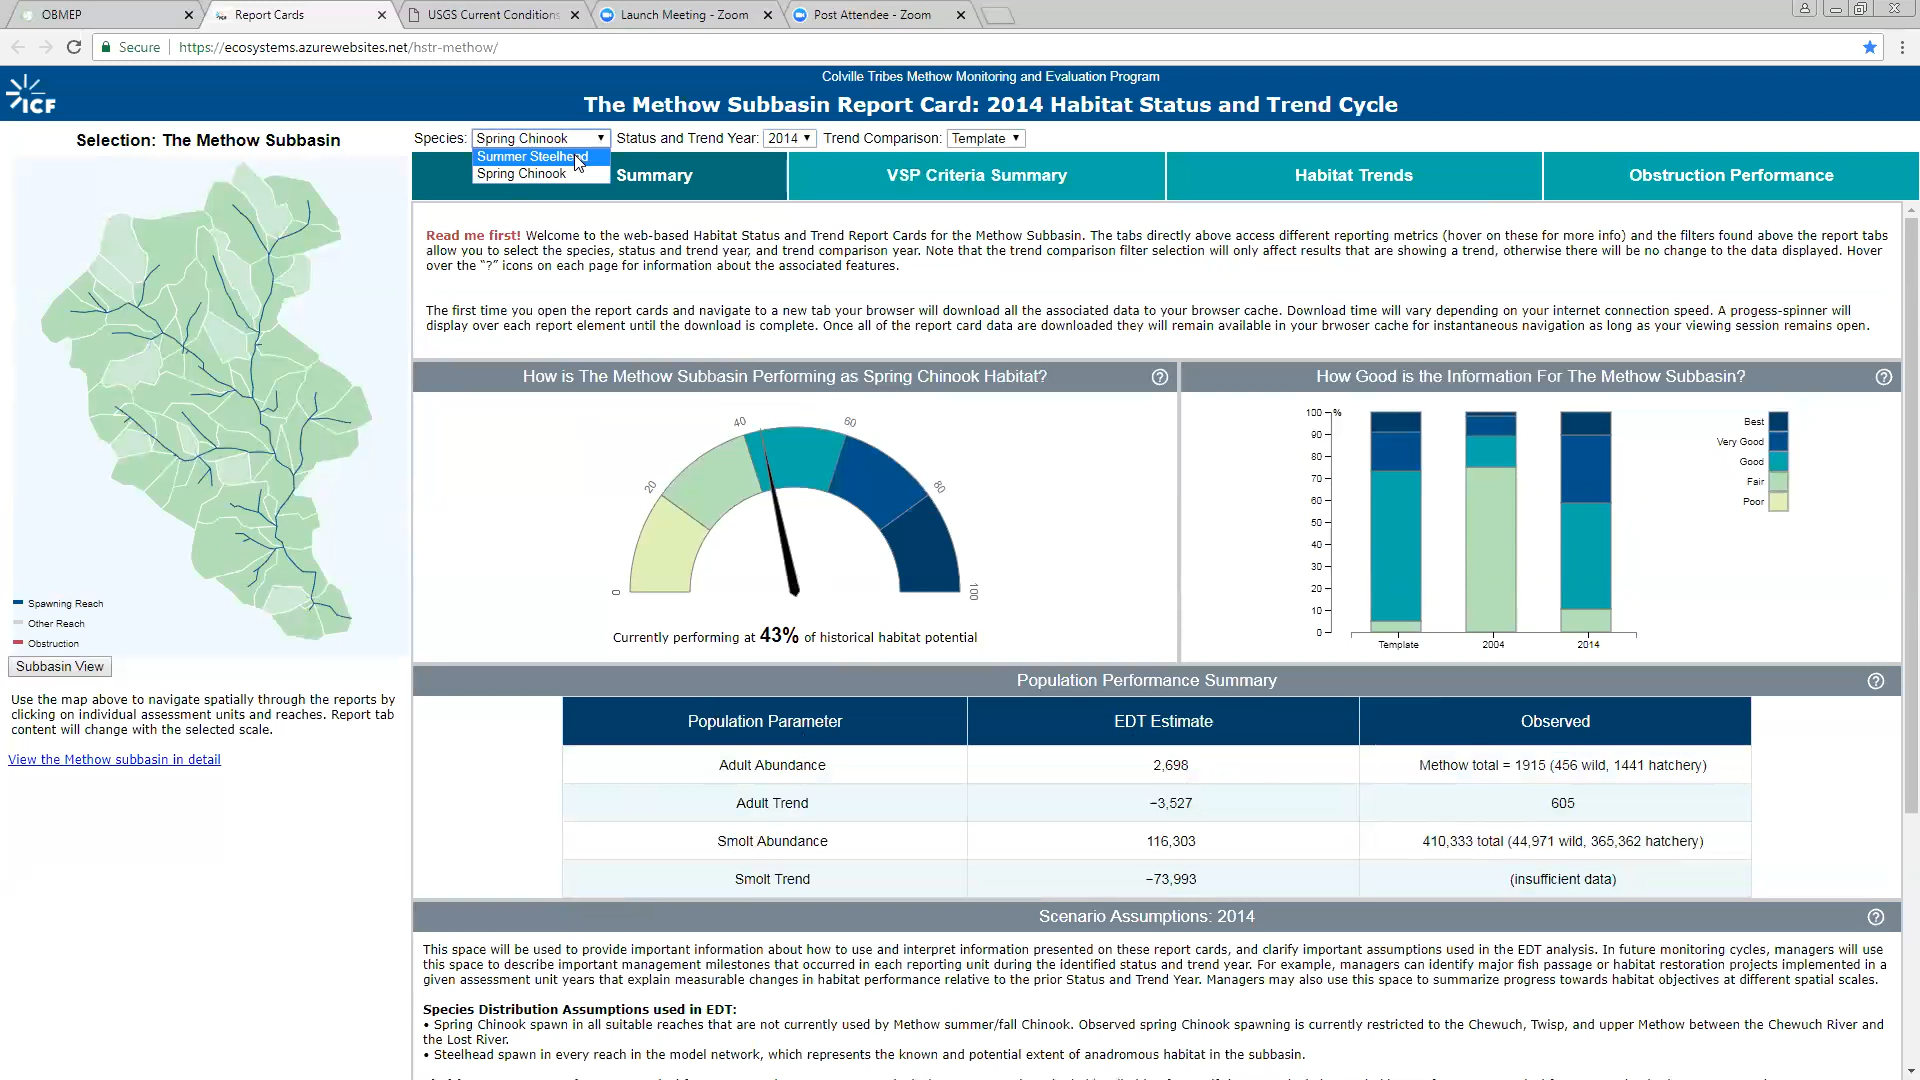 OBMEP
Report Cards
USGS Current Conditions
Launch Meeting - Zoom
Post Attendee - Zoom
Secure
https://ecosystems.azurewebsites.net/hstr-methow/
ICF
Colville Tribes Methow Monitoring and Evaluation Program
The Methow Subbasin Report Card: 2014 Habitat Status and Trend Cycle
Selection: The Methow Subbasin
Species: Spring Chinook Status and Trend Year: 2014 Trend Comparison: Template
Summer Steelhead
Spring Chinook
Summary
VSP Criteria Summary
Habitat Trends
Obstruction Performance
Read me first! Welcome to the web-based Habitat Status and Trend Report Cards for the Methow Subbasin. The tabs directly above access different reporting metrics (hover on these for more info) and the filters found above the report tabs
allow you to select the species, status and trend year, and trend comparison year. Note that the trend comparison filter selection will only affect results that are showing a trend, otherwise there will be no change to the data displayed. Hover
over the “?” icons on each page for information about the associated features.
The first time you open the report cards and navigate to a new tab your browser will download all the associated data to your browser cache. Download time will vary depending on your internet connection speed. A progess-spinner will
display over each report element until the download is complete. Once all of the report card data are downloaded they will remain available in your brwoser cache for instantaneous navigation as long as your viewing session remains open.
Spawning Reach
Other Reach
Obstruction
Subbasin View
Use the map above to navigate spatially through the reports by
clicking on individual assessment units and reaches. Report tab
content will change with the selected scale.
View the Methow subbasin in detail
How is The Methow Subbasin Performing as Spring Chinook Habitat?
?
0
20
40
60
80
100
Currently performing at 43% of historical habitat potential
How Good is the Information For The Methow Subbasin?
?
100 %
90
80
70
60
50
40
30
20
10
0
Template
2004
2014
Best
Very Good
Good
Fair
Poor
Population Performance Summary
?
Population Parameter EDT Estimate Observed
Adult Abundance 2,698 Methow total = 1915 (456 wild, 1441 hatchery)
Adult Trend −3,527 605
Smolt Abundance 116,303 410,333 total (44,971 wild, 365,362 hatchery)
Smolt Trend −73,993 (insufficient data)
Scenario Assumptions: 2014
?
This space will be used to provide important information about how to use and interpret information presented on these report cards, and clarify important assumptions used in the EDT analysis. In future monitoring cycles, managers will use
this space to describe important management milestones that occurred in each reporting unit during the identified status and trend year. For example, managers can identify major fish passage or habitat restoration projects implemented in a
given assessment unit years that explain measurable changes in habitat performance relative to the prior Status and Trend Year. Managers may also use this space to summarize progress towards habitat objectives at different spatial scales.
Species Distribution Assumptions used in EDT:
• Spring Chinook spawn in all suitable reaches that are not currently used by Methow summer/fall Chinook. Observed spring Chinook spawning is currently restricted to the Chewuch, Twisp, and upper Methow between the Chewuch River and
the Lost River.
• Steelhead spawn in every reach in the model network, which represents the known and potential extent of anadromous habitat in the subbasin.